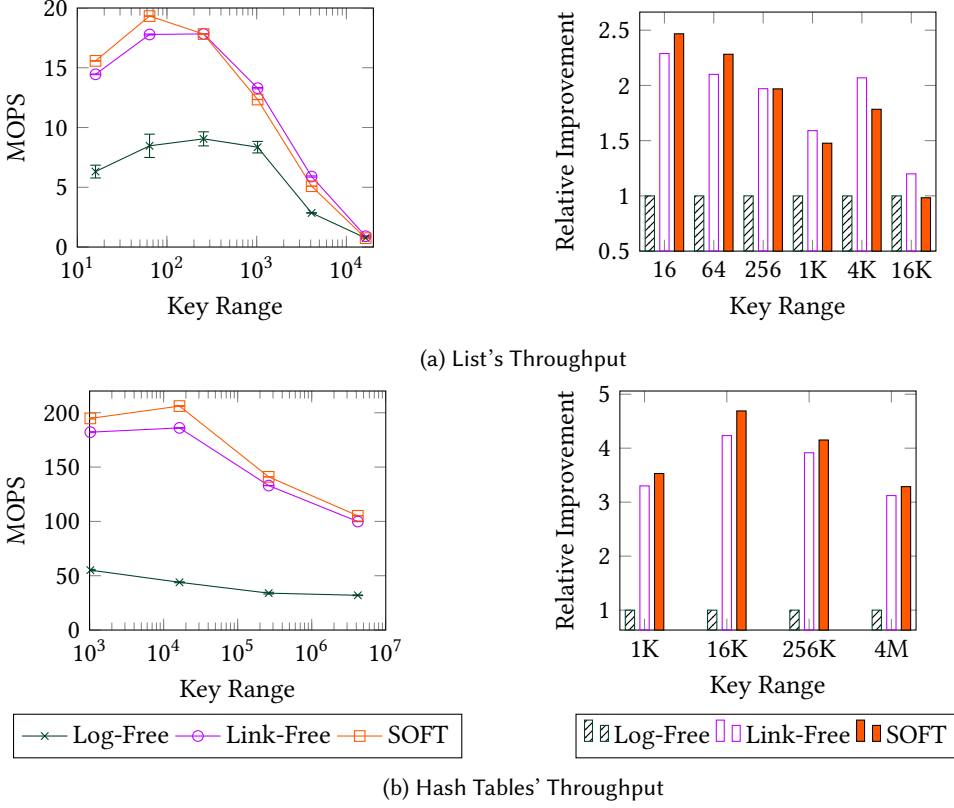 20
15
10
5
0
MOPS
10^1 10^2 10^3 10^4
Key Range
2.5
2
1.5
1
0.5
Relative Improvement
16 64 256 1K 4K 16K
Key Range
(a) List's Throughput
200
150
100
50
0
MOPS
10^3 10^4 10^5 10^6 10^7
Key Range
5
4
3
2
1
Relative Improvement
1K 16K 256K 4M
Key Range
Log-Free Link-Free SOFT
Log-Free Link-Free SOFT
(b) Hash Tables' Throughput